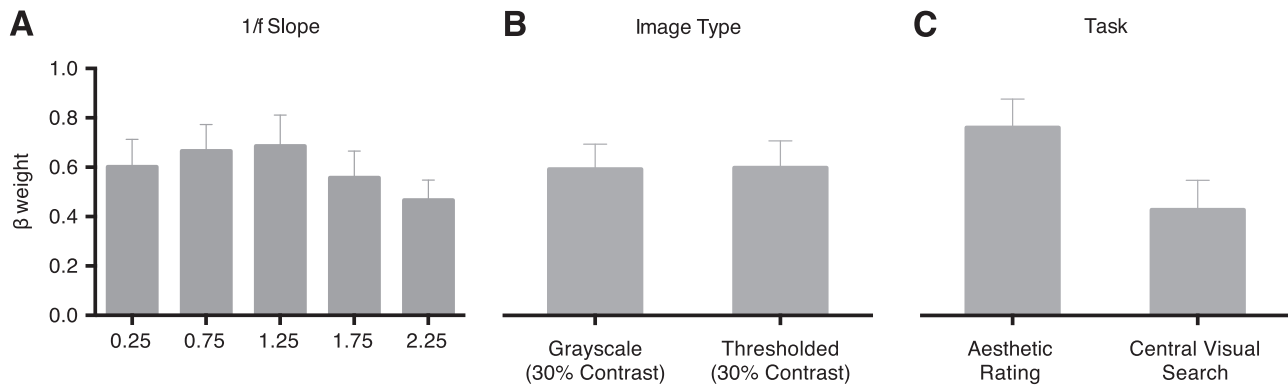 A
1/f Slope
β weight
1.0
0.8
0.6
0.4
0.2
0.0
0.25 0.75 1.25 1.75 2.25
B
Image Type
Grayscale
(30% Contrast)
Thresholded
(30% Contrast)
C
Task
Aesthetic
Rating
Central Visual
Search